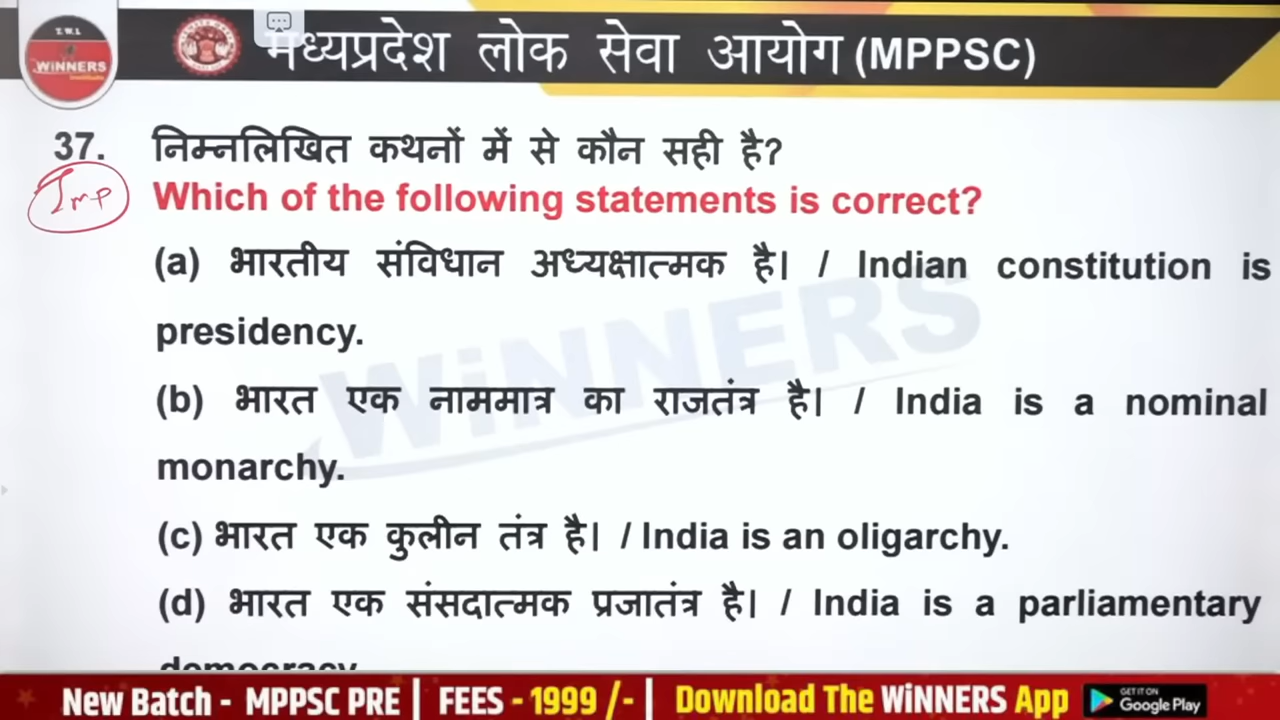 T.W.I.
WiNNERS
मध्यप्रदेश लोक सेवा आयोग (MPPSC)
37. निम्नलिखित कथनों में से कौन सही है?
Imp
Which of the following statements is correct?
(a) भारतीय संविधान अध्यक्षात्मक है। / Indian constitution is
presidency.
(b) भारत एक नाममात्र का राजतंत्र है। / India is a nominal
monarchy.
(c) भारत एक कुलीन तंत्र है। / India is an oligarchy.
(d) भारत एक संसदात्मक प्रजातंत्र है। / India is a parliamentary
democracy.
WiNNERS
New Batch - MPPSC PRE | FEES - 1999 /- | Download The WiNNERS App
GET IT ON
Google Play